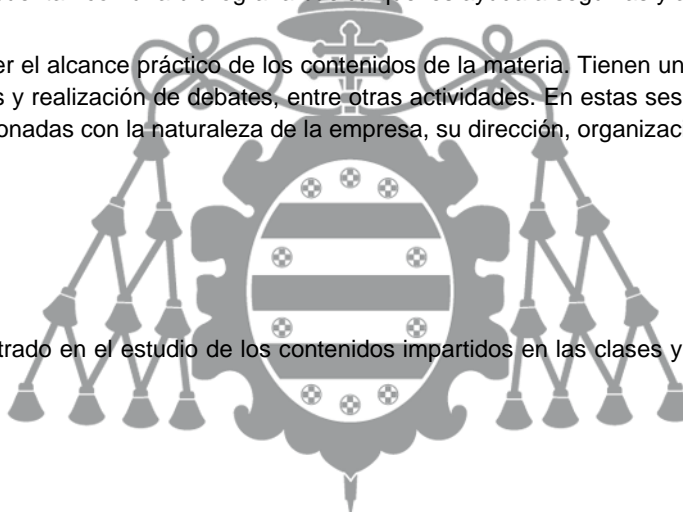 er el alcance práctico de los contenidos de la materia. Tienen un
s y realización de debates, entre otras actividades. En estas ses
onadas con la naturaleza de la empresa, su dirección, organizac
trado en el estudio de los contenidos impartidos en las clases y